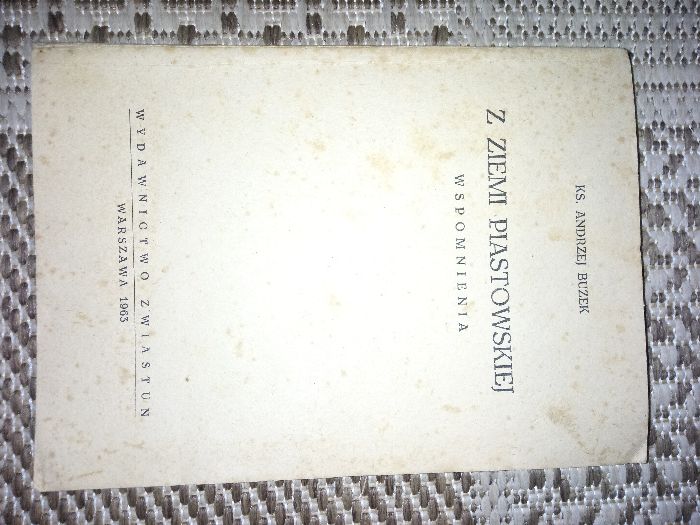 KS. ANDRZEJ BUZEK
Z ZIEMI PIASTOWSKIEJ
WSPOMNIENIA
WYDAWNICTWO ZWIASTUN
WARSZAWA 1963